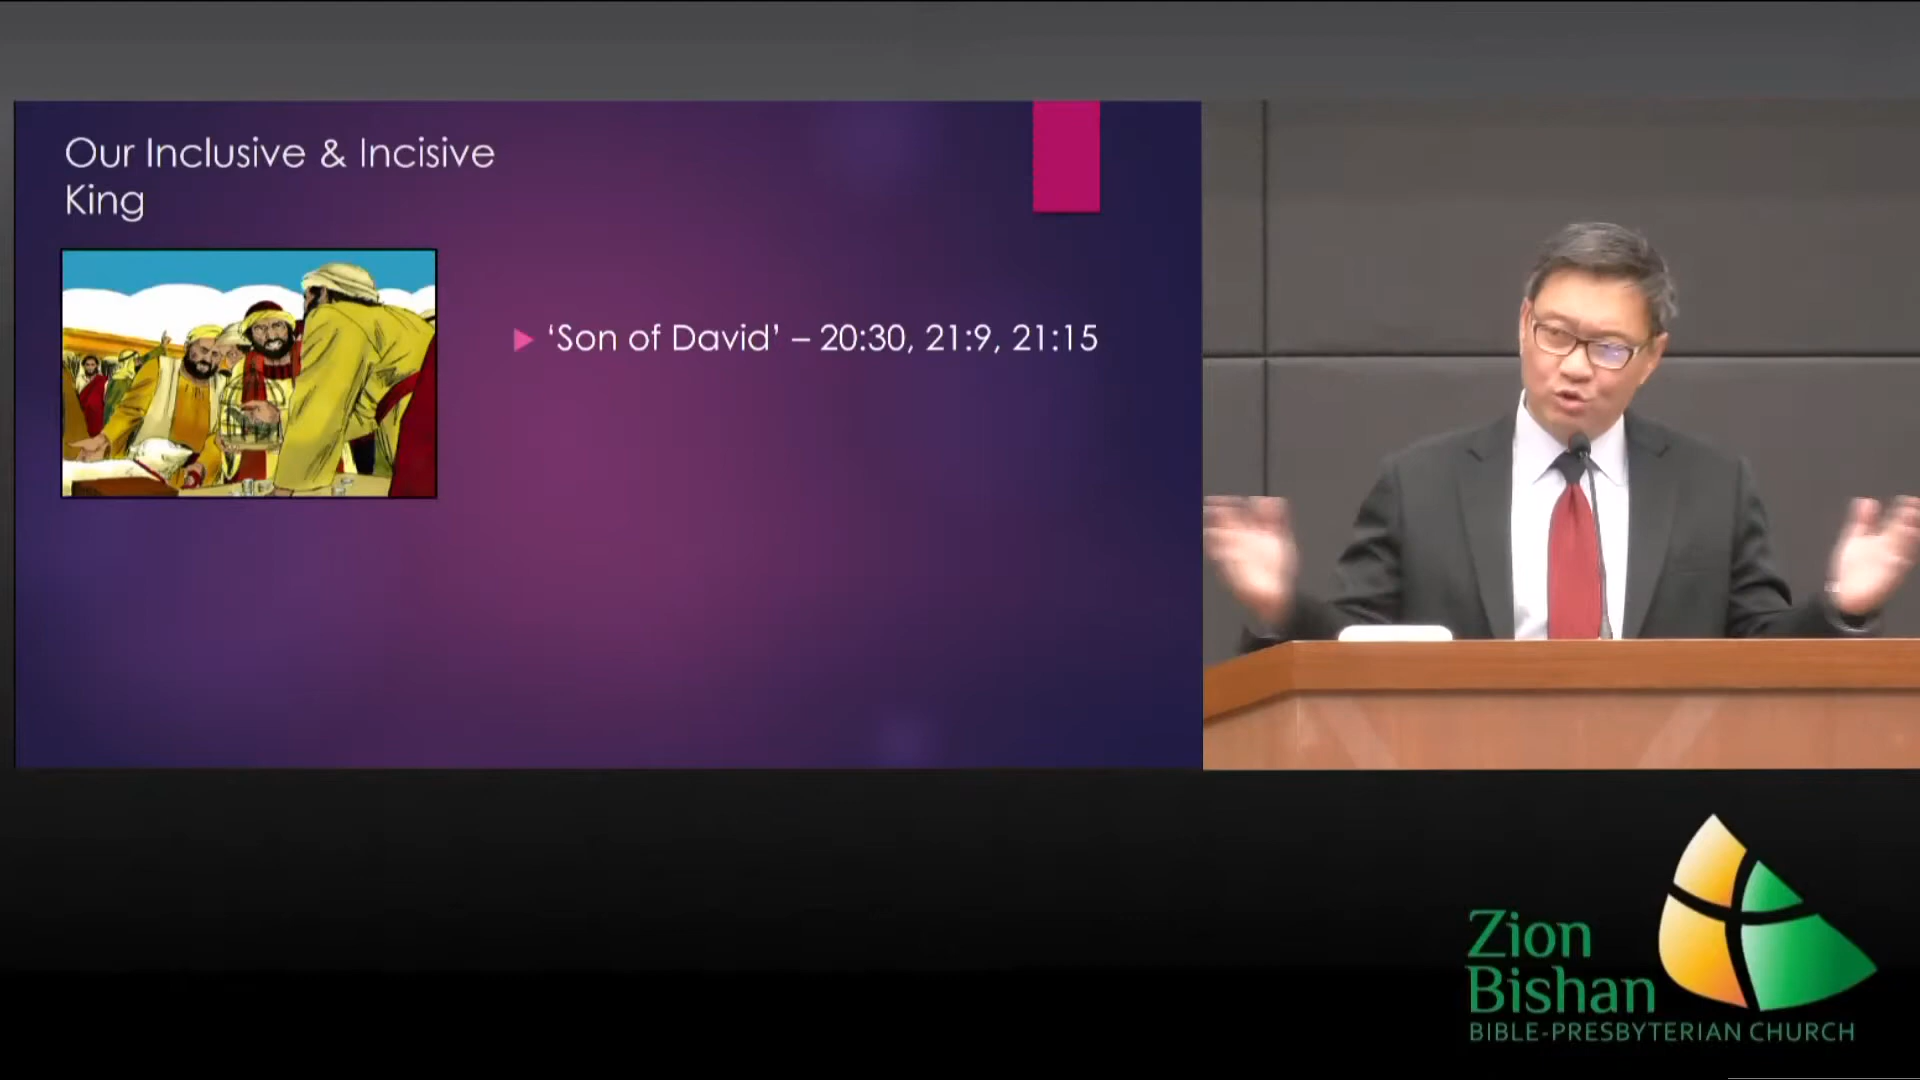 Our Inclusive & Incisive
King
‘Son of David’ – 20:30, 21:9, 21:15
Zion
Bishan
BIBLE-PRESBYTERIAN CHURCH